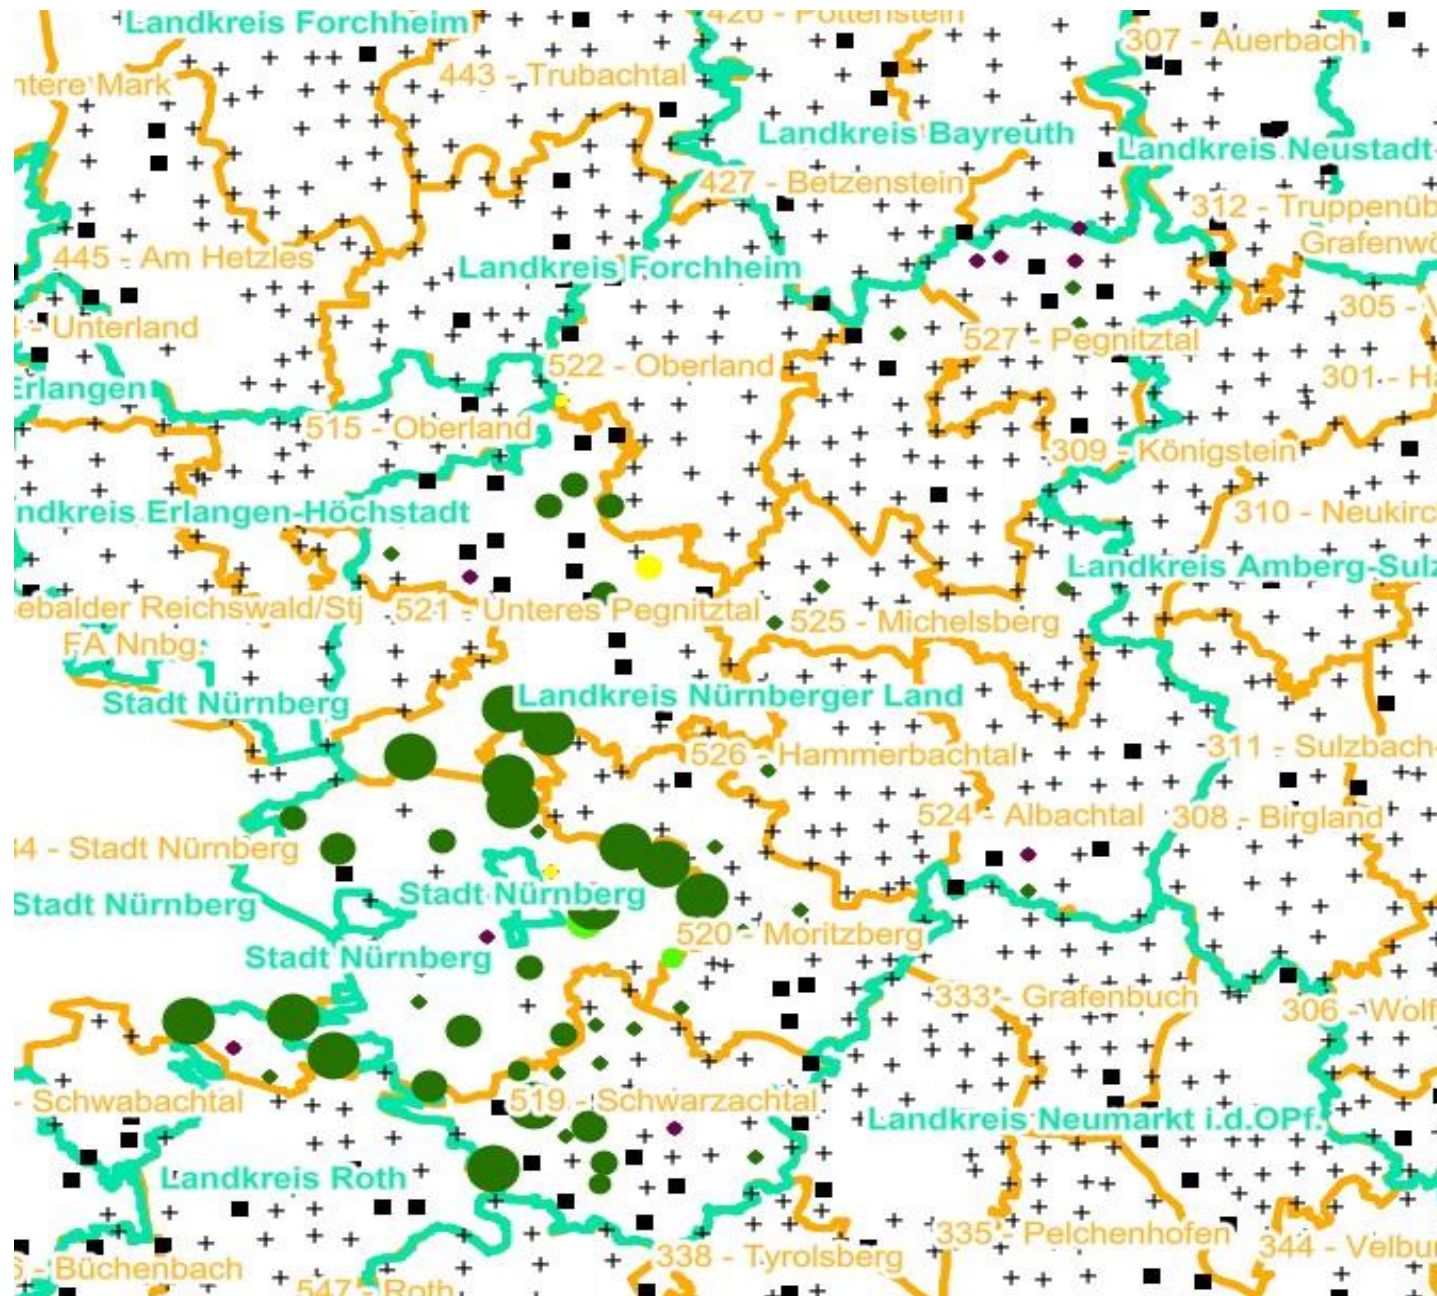 Landkreis Forchheim
426 - Pottenstein
307 - Auerbach
443 - Trubachtal
ntere Mark
Landkreis Bayreuth
Landkreis Neustadt-
427 - Betzenstein
312 - Truppenüb
Grafenwö
445 - Am Hetzles
Landkreis Forchheim
305 - V
- Unterland
527 - Pegnitztal
522 - Oberland
301 - Ha
Erlangen
515 - Oberland
309 - Königstein
ndkreis Erlangen-Höchstadt
310 - Neukirc
Landkreis Amberg-Sulz
ebalder Reichswald/Stj
FA Nnbg.
521 - Unteres Pegnitztal
525 - Michelsberg
Stadt Nürnberg
Landkreis Nürnberger Land
526 - Hammerbachtal
311 - Sulzbach-
524 - Albachtal
308 - Birgland
34 - Stadt Nürnberg
Stadt Nürnberg
Stadt Nürnberg
520 - Moritzberg
Stadt Nürnberg
333 - Grafenbuch
306 - Wolf
- Schwabachtal
519 - Schwarzachtal
Landkreis Neumarkt i.d.OPf.
Landkreis Roth
335 - Pelchenhofen
338 - Tyrolsberg
344 - Velbu
6 - Büchenbach
547 - Roth